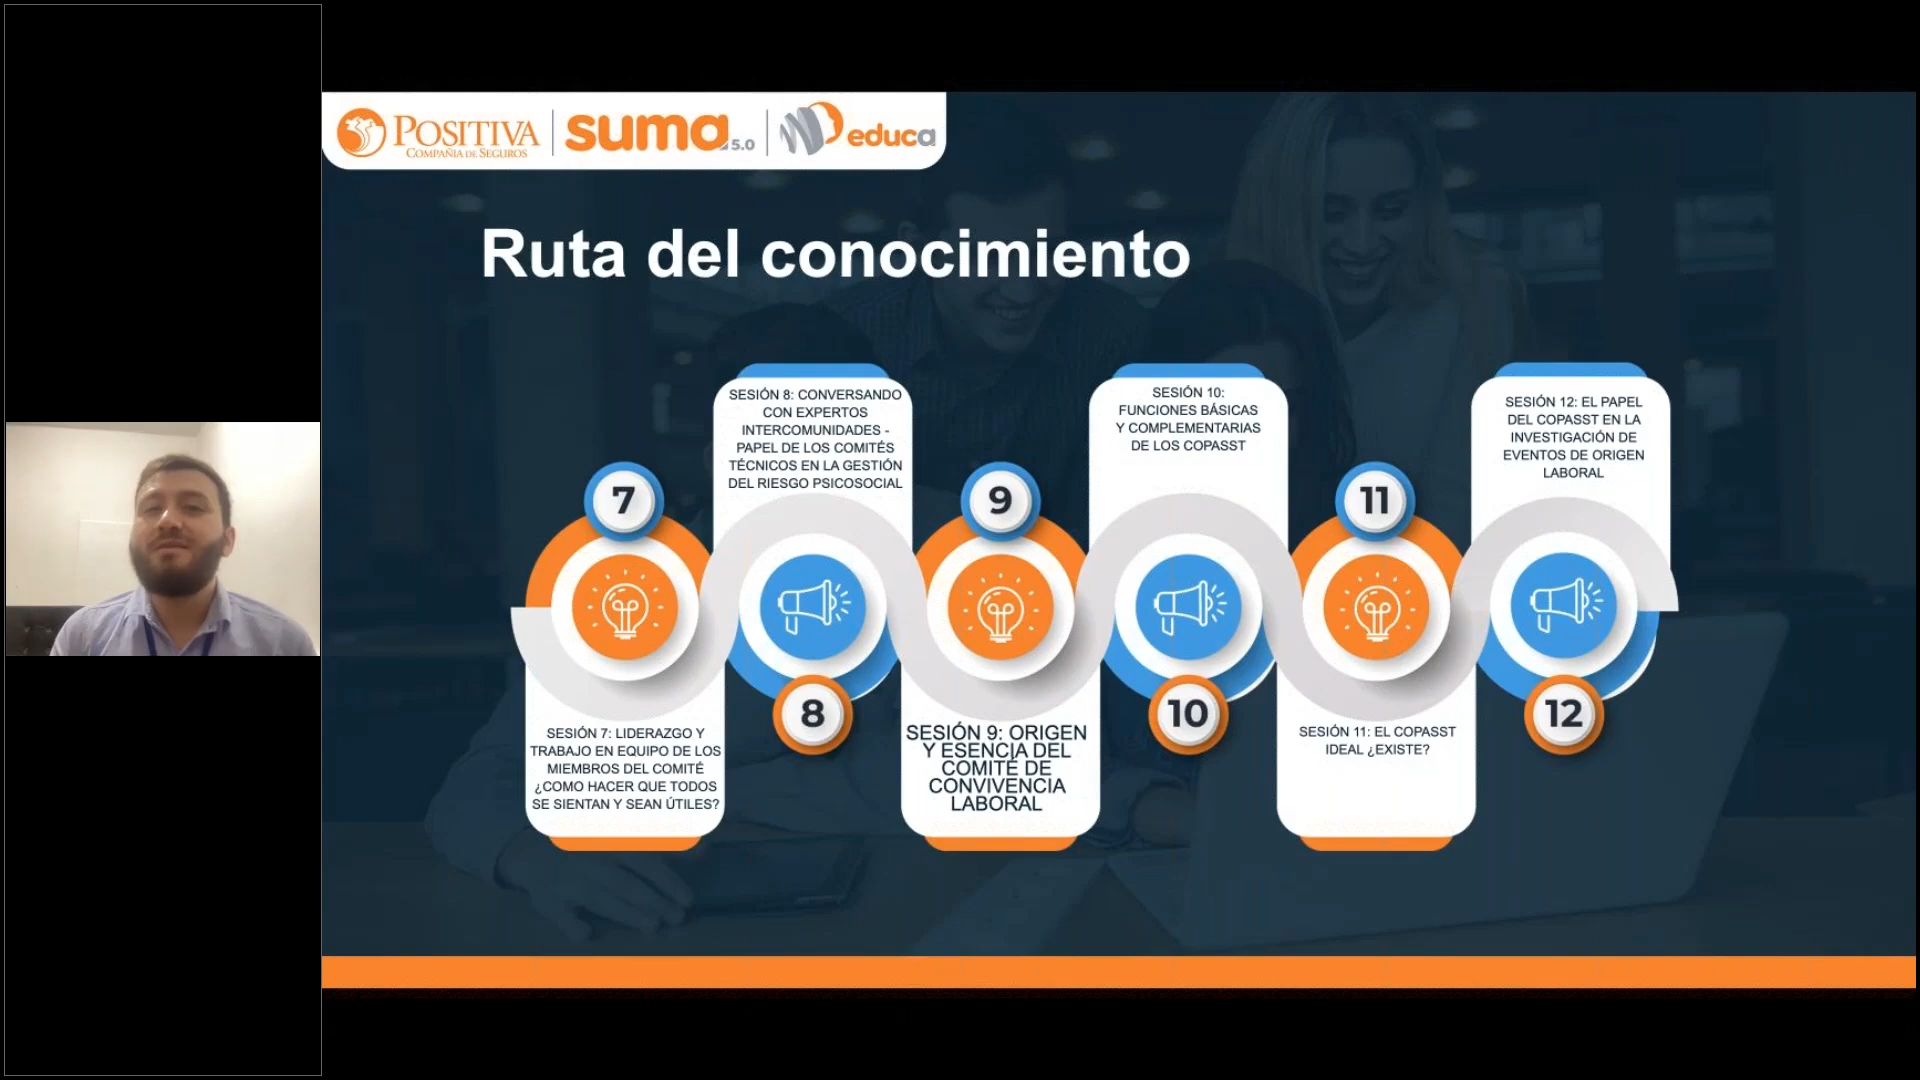 POSITIVA
COMPAÑÍA DE SEGUROS
suma 5.0
educa
Ruta del conocimiento
7
SESIÓN 7: LIDERAZGO Y
TRABAJO EN EQUIPO DE LOS
MIEMBROS DEL COMITÉ
¿COMO HACER QUE TODOS
SE SIENTAN Y SEAN ÚTILES?
SESIÓN 8: CONVERSANDO
CON EXPERTOS
INTERCOMUNIDADES -
PAPEL DE LOS COMITÉS
TÉCNICOS EN LA GESTIÓN
DEL RIESGO PSICOSOCIAL
8
9
SESIÓN 9: ORIGEN
Y ESENCIA DEL
COMITÉ DE
CONVIVENCIA
LABORAL
SESIÓN 10:
FUNCIONES BÁSICAS
Y COMPLEMENTARIAS
DE LOS COPASST
10
11
SESIÓN 11: EL COPASST
IDEAL ¿EXISTE?
SESIÓN 12: EL PAPEL
DEL COPASST EN LA
INVESTIGACIÓN DE
EVENTOS DE ORIGEN
LABORAL
12